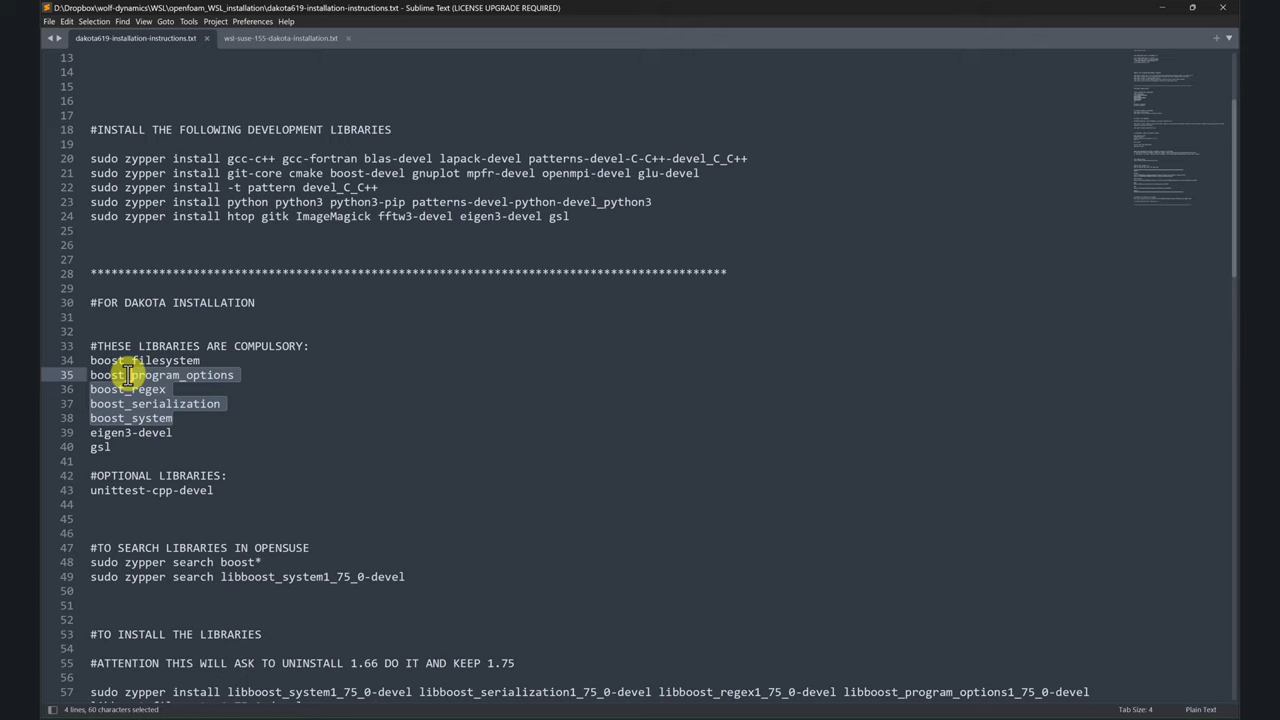 D:\Dropbox\wolf-dynamics\WSL\openfoam_WSL_installation\dakota619-installation-instructions.txt - Sublime Text (LICENSE UPGRADE REQUIRED)
File Edit Selection Find View Goto Tools Project Preferences Help
dakota619-installation-instructions.txt × wsl-suse-155-dakota-installation.txt ×
13
14
15
16
17
18 #INSTALL THE FOLLOWING DEVELOPMENT LIBRARIES
19
20 sudo zypper install gcc-c++ gcc-fortran blas-devel lapack-devel patterns-devel-C-C++-devel_C_C++
21 sudo zypper install git-core cmake boost-devel gnuplot mpfr-devel openmpi-devel glu-devel
22 sudo zypper install -t pattern devel_C_C++
23 sudo zypper install python python3 python3-pip patterns-devel-python-devel_python3
24 sudo zypper install htop gitk ImageMagick fftw3-devel eigen3-devel gsl
25
26
27
28 *********************************************************************************************
29
30 #FOR DAKOTA INSTALLATION
31
32
33 #THESE LIBRARIES ARE COMPULSORY:
34 boost_filesystem
35 boost_program_options
36 boost_regex
37 boost_serialization
38 boost_system
39 eigen3-devel
40 gsl
41
42 #OPTIONAL LIBRARIES:
43 unittest-cpp-devel
44
45
46
47 #TO SEARCH LIBRARIES IN OPENSUSE
48 sudo zypper search boost*
49 sudo zypper search libboost_system1_75_0-devel
50
51
52
53 #TO INSTALL THE LIBRARIES
54
55 #ATTENTION THIS WILL ASK TO UNINSTALL 1.66 DO IT AND KEEP 1.75
56
57 sudo zypper install libboost_system1_75_0-devel libboost_serialization1_75_0-devel libboost_regex1_75_0-devel libboost_program_options1_75_0-devel
4 lines, 60 characters selected Tab Size: 4 Plain Text